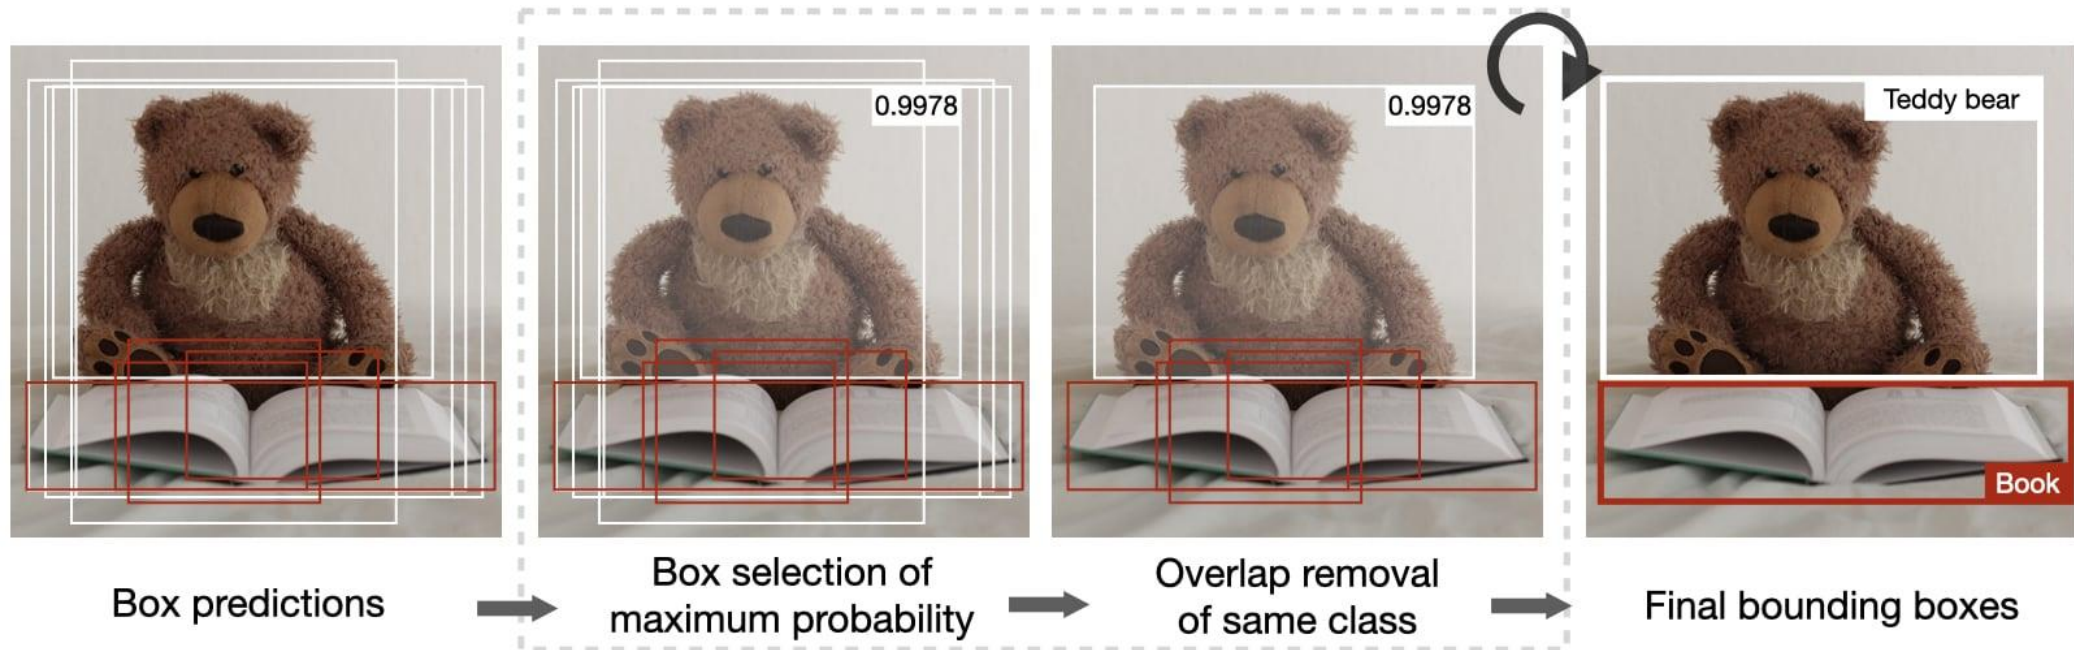 0.9978
0.9978
Teddy bear
Book
Box predictions
Box selection of
maximum probability
Overlap removal
of same class
Final bounding boxes